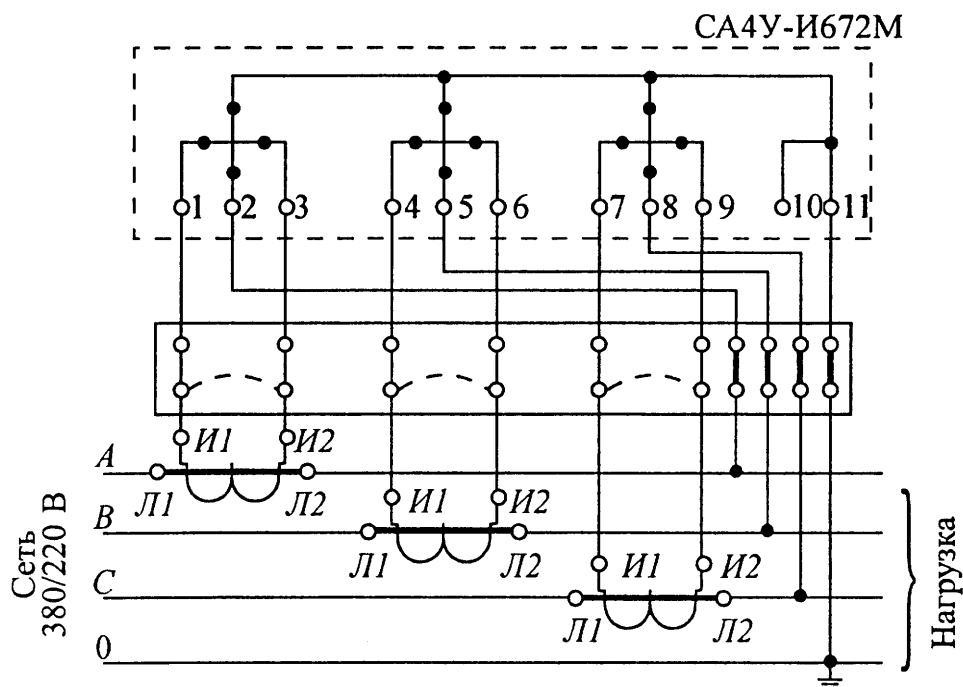 СА4У-И672М
1 2 3 4 5 6 7 8 9 10 11
И1 И2
A
Л1 Л2
И1 И2
B
Л1 Л2
И1 И2
C
Л1 Л2
0
Сеть
380/220 В
Нагрузка